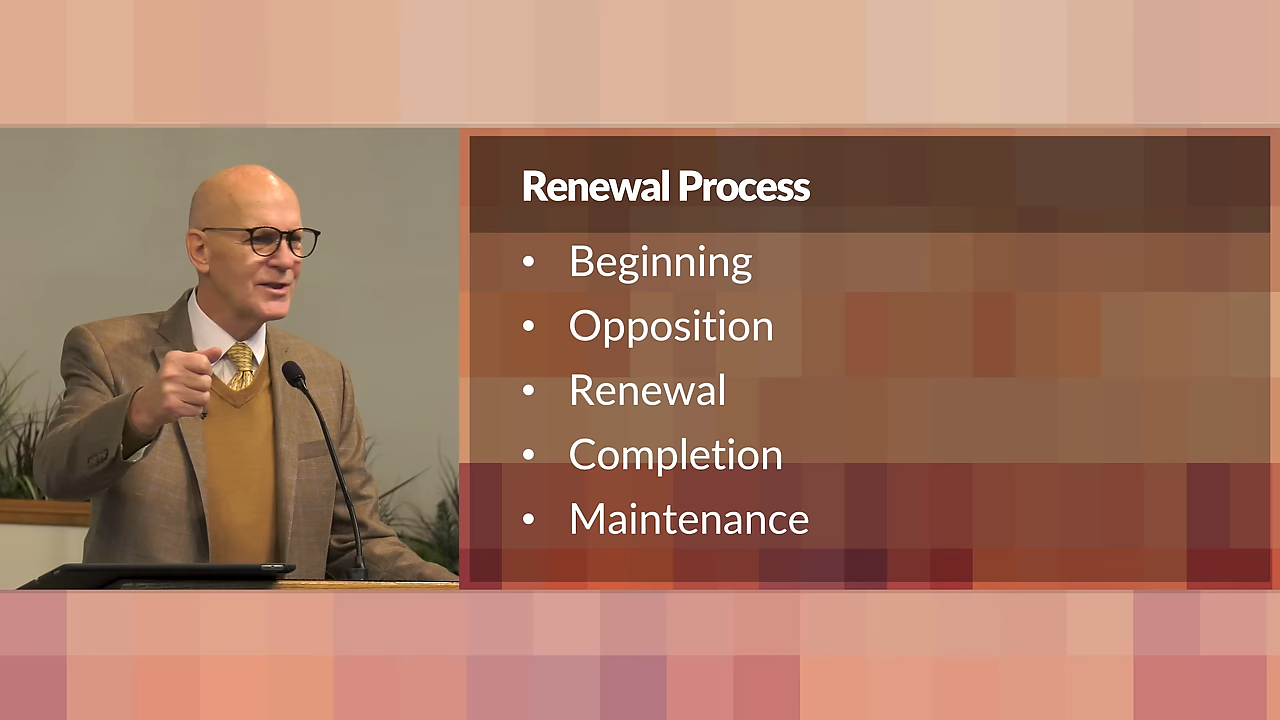 Renewal Process
• Beginning
• Opposition
• Renewal
• Completion
• Maintenance